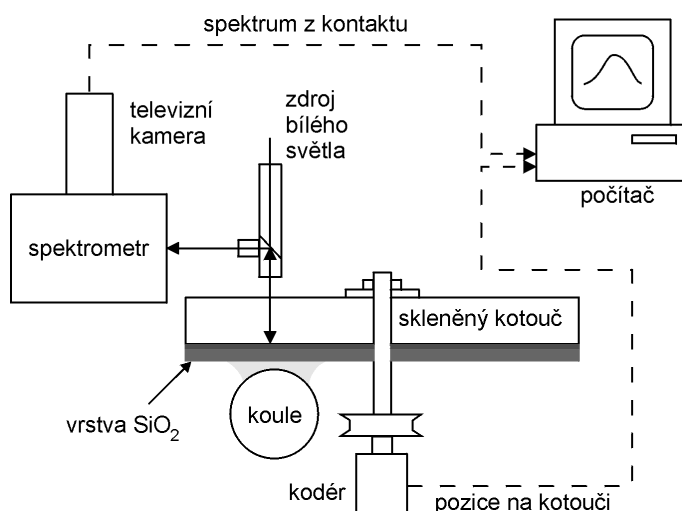 spektrum z kontaktu
televizní
kamera
zdroj
bílého
světla
počítač
spektrometr
skleněný kotouč
vrstva SiO2
koule
kodér
pozice na kotouči